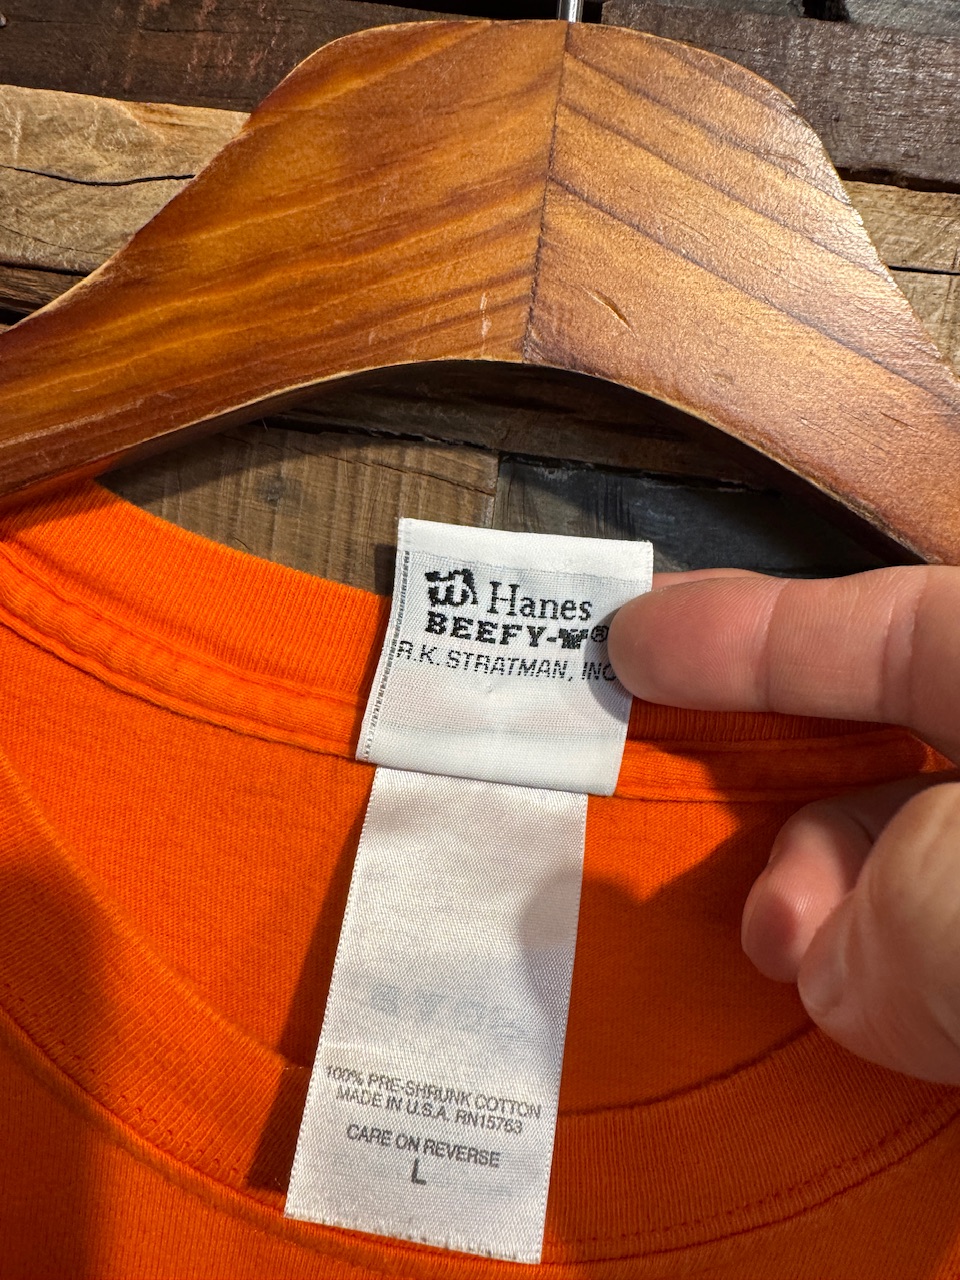 Hanes
BEEFY-T®
R.K. STRATMAN, INC
100% PRE-SHRUNK COTTON
MADE IN U.S.A. RN15763
CARE ON REVERSE
L